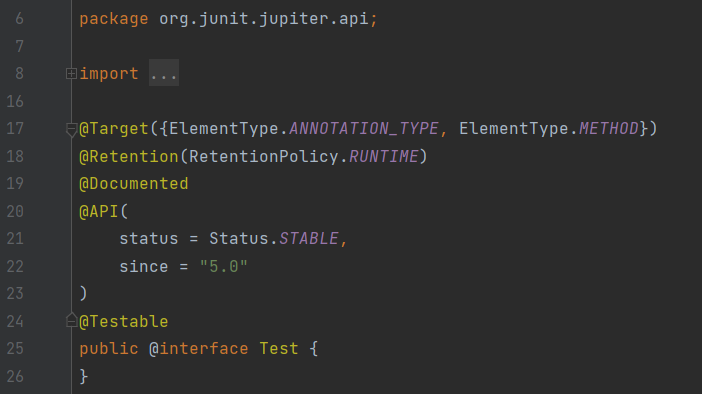 6 package org.junit.jupiter.api;
7
8 import ...
16
17 @Target({ElementType.ANNOTATION_TYPE, ElementType.METHOD})
18 @Retention(RetentionPolicy.RUNTIME)
19 @Documented
20 @API(
21     status = Status.STABLE,
22     since = "5.0"
23 )
24 @Testable
25 public @interface Test {
26 }